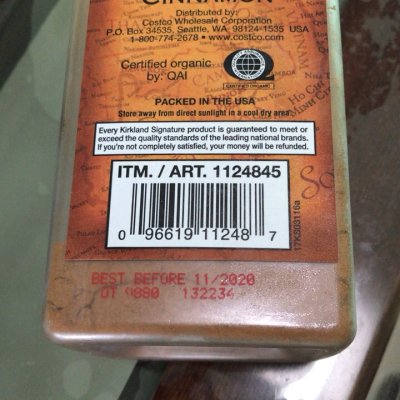 CINNAMON
Distributed by:
Costco Wholesale Corporation
P.O. Box 34535, Seattle, WA 98124-1535 USA
1-800-774-2678 • www.costco.com
Certified organic
by: QAI
CERTIFIED ORGANIC
PACKED IN THE USA
Store away from direct sunlight in a cool dry area.
Every Kirkland Signature product is guaranteed to meet or
exceed the quality standards of the leading national brands.
If you're not completely satisfied, your money will be refunded.
ITM. / ART. 1124845
0 96619 11248 7
17KS03116a
BEST BEFORE 11/2020
132234